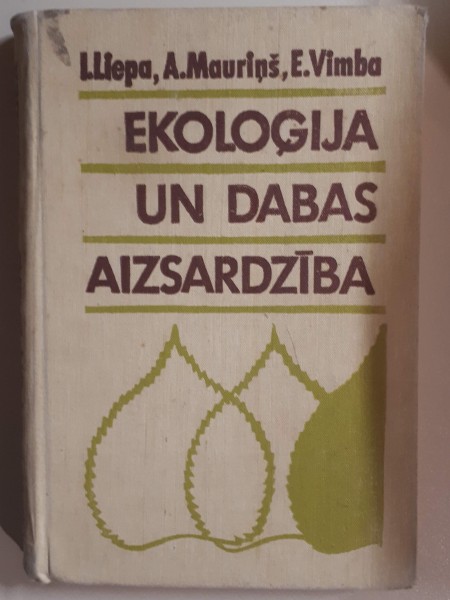 I.Liepa, A.Mauriņš, E.Vimba
EKOLOĢIJA
UN DABAS
AIZSARDZĪBA